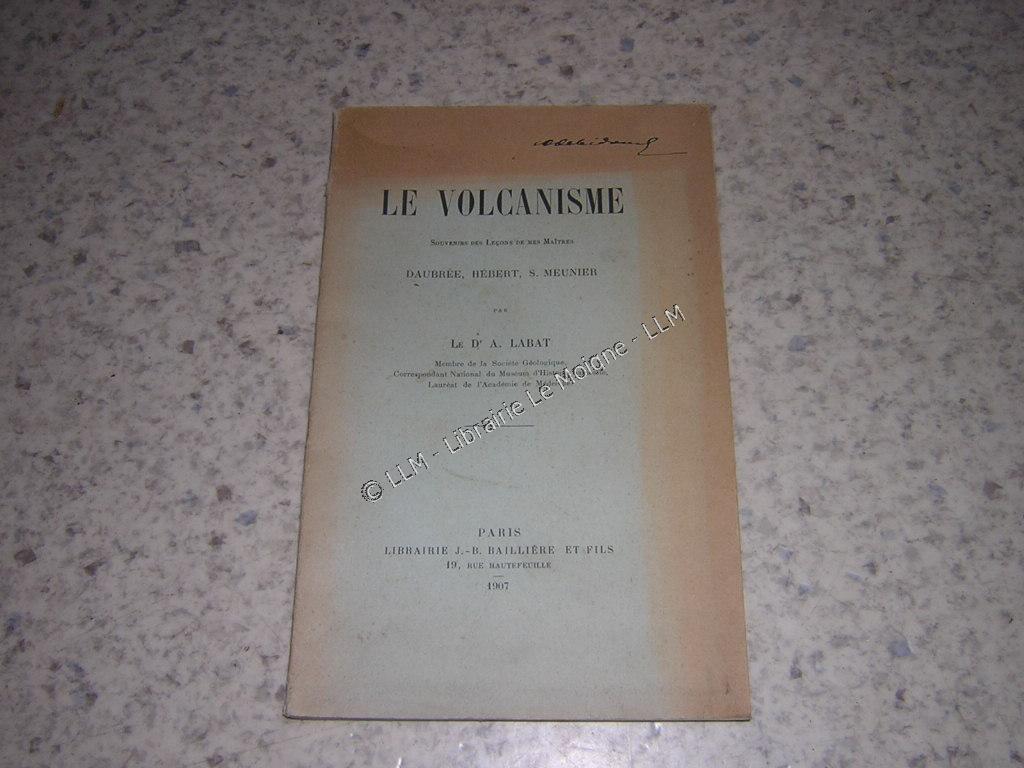 LE VOLCANISME
SOUVENIRS DES LEÇONS DE MES MAÎTRES
DAUBRÉE, HÉBERT, S. MEUNIER
PAR
LE Dr A. LABAT
Membre de la Société Géologique,
Correspondant National du Museum d'Histoire
Lauréat de l'Académie de Médecine
© LLM - Librairie Le Moigne - LLM
PARIS
LIBRAIRIE J.-B. BAILLIÈRE ET FILS
19, RUE HAUTEFEUILLE
1907